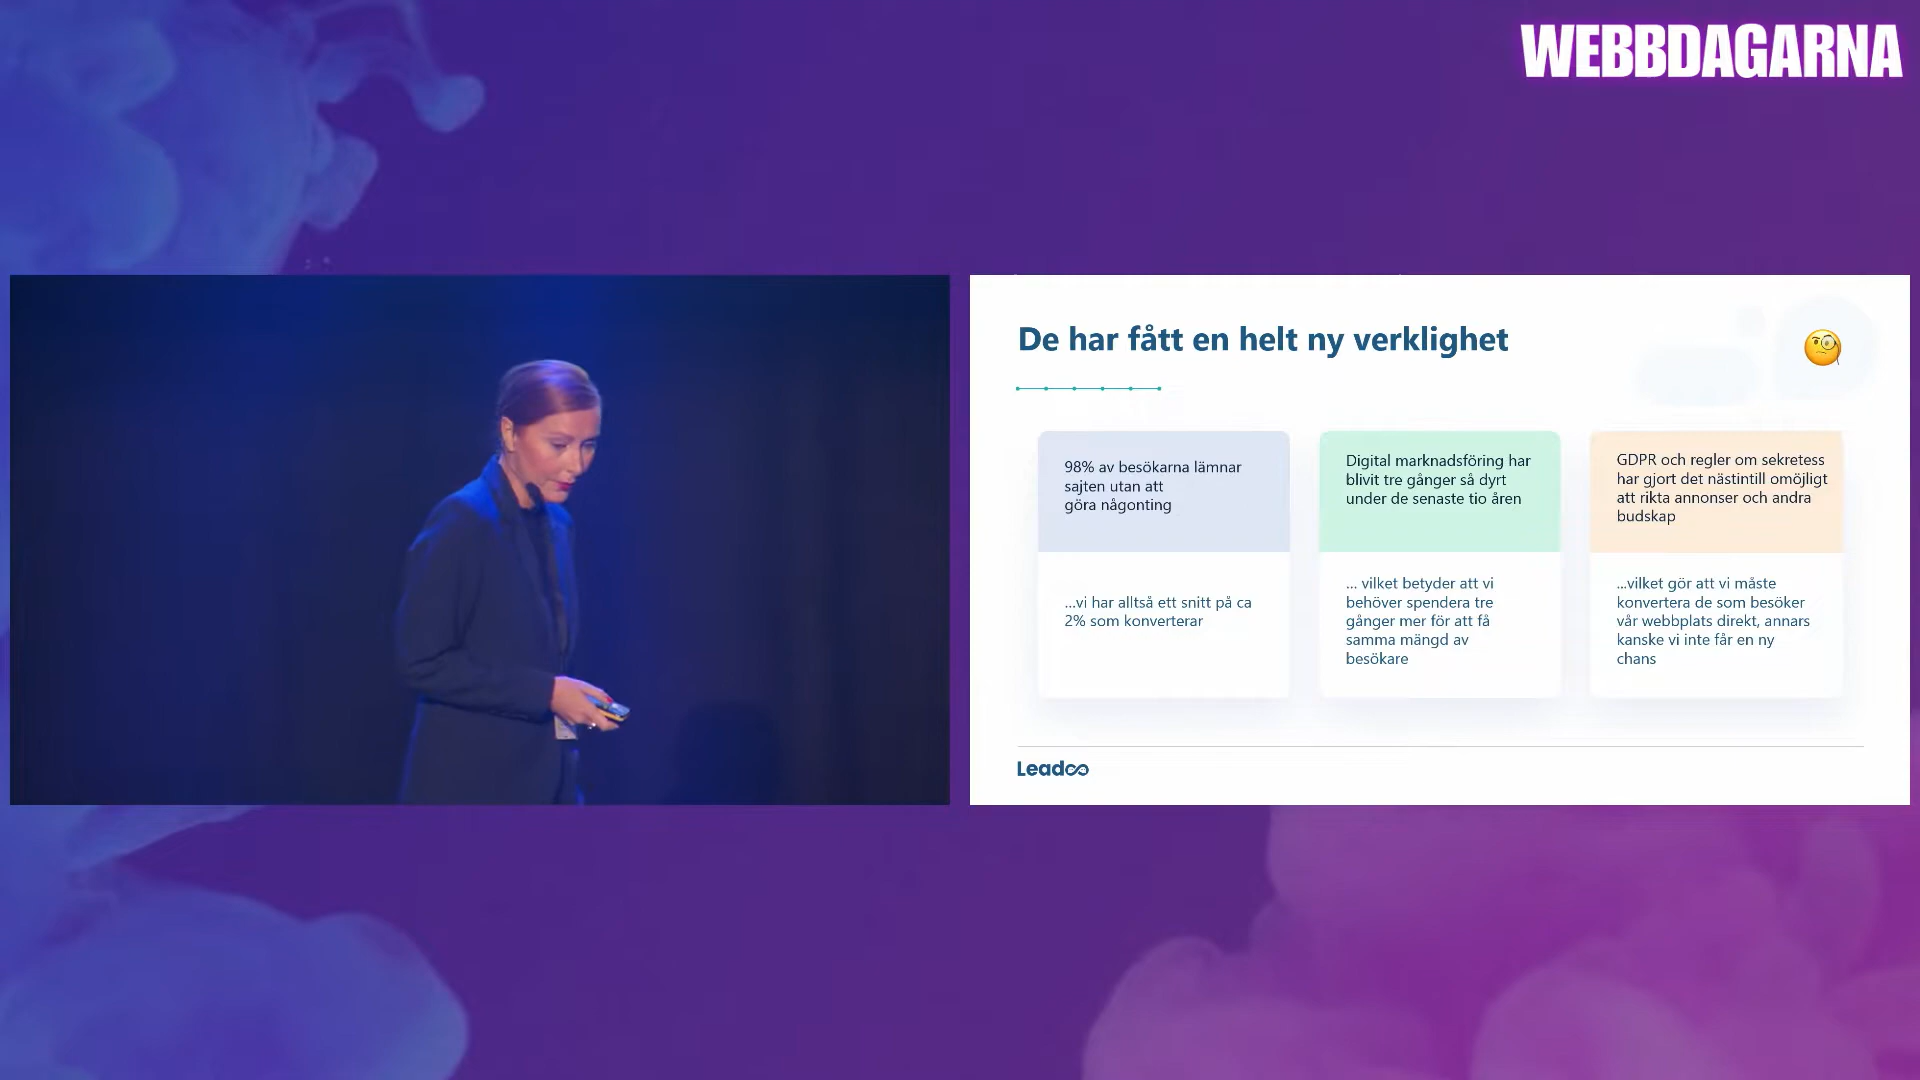 WEBBDAGARNA
De har fått en helt ny verklighet
98% av besökarna lämnar
sajten utan att
göra någonting
...vi har alltså ett snitt på ca
2% som konverterar
Digital marknadsföring har
blivit tre gånger så dyrt
under de senaste tio åren
... vilket betyder att vi
behöver spendera tre
gånger mer för att få
samma mängd av
besökare
GDPR och regler om sekretess
har gjort det nästintill omöjligt
att rikta annonser och andra
budskap
...vilket gör att vi måste
konvertera de som besöker
vår webbplats direkt, annars
kanske vi inte får en ny
chans
Leadoo